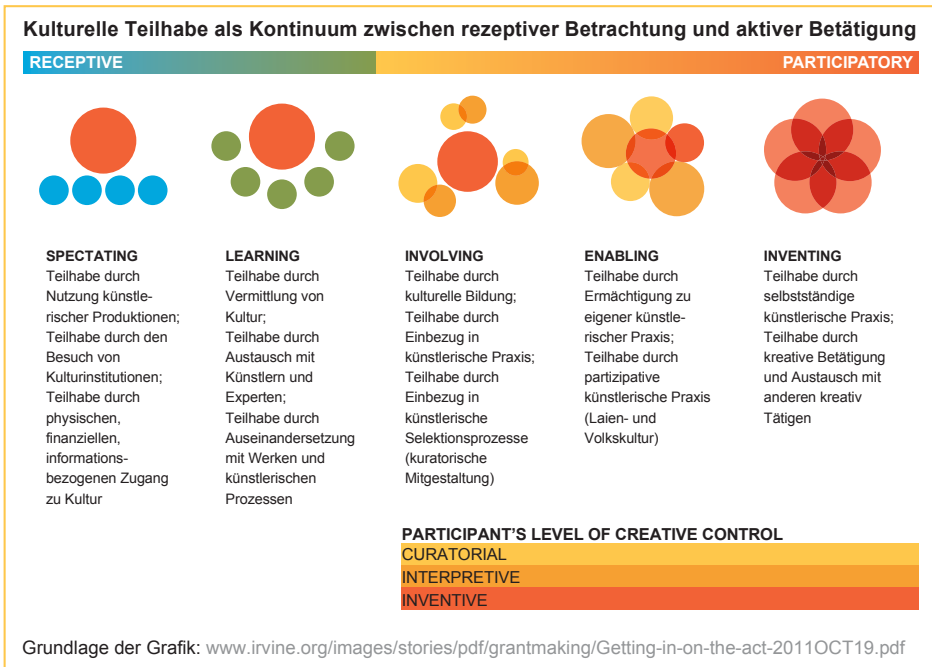 Kulturelle Teilhabe als Kontinuum zwischen rezeptiver Betrachtung und aktiver Betätigung
RECEPTIVE
PARTICIPATORY
SPECTATING
Teilhabe durch
Nutzung künstle-
rischer Produktionen;
Teilhabe durch den
Besuch von
Kulturinstitutionen;
Teilhabe durch
physischen,
finanziellen,
informations-
bezogenen Zugang
zu Kultur
LEARNING
Teilhabe durch
Vermittlung von
Kultur;
Teilhabe durch
Austausch mit
Künstlern und
Experten;
Teilhabe durch
Auseinandersetzung
mit Werken und
künstlerischen
Prozessen
INVOLVING
Teilhabe durch
kulturelle Bildung;
Teilhabe durch
Einbezug in
künstlerische Praxis;
Teilhabe durch
Einbezug in
künstlerische
Selektionsprozesse
(kuratorische
Mitgestaltung)
ENABLING
Teilhabe durch
Ermächtigung zu
eigener künstle-
rischer Praxis;
Teilhabe durch
partizipative
künstlerische Praxis
(Laien- und
Volkskultur)
INVENTING
Teilhabe durch
selbstständige
künstlerische Praxis;
Teilhabe durch
kreative Betätigung
und Austausch mit
anderen kreativ
Tätigen
PARTICIPANT'S LEVEL OF CREATIVE CONTROL
CURATORIAL
INTERPRETIVE
INVENTIVE
Grundlage der Grafik: www.irvine.org/images/stories/pdf/grantmaking/Getting-in-on-the-act-2011OCT19.pdf